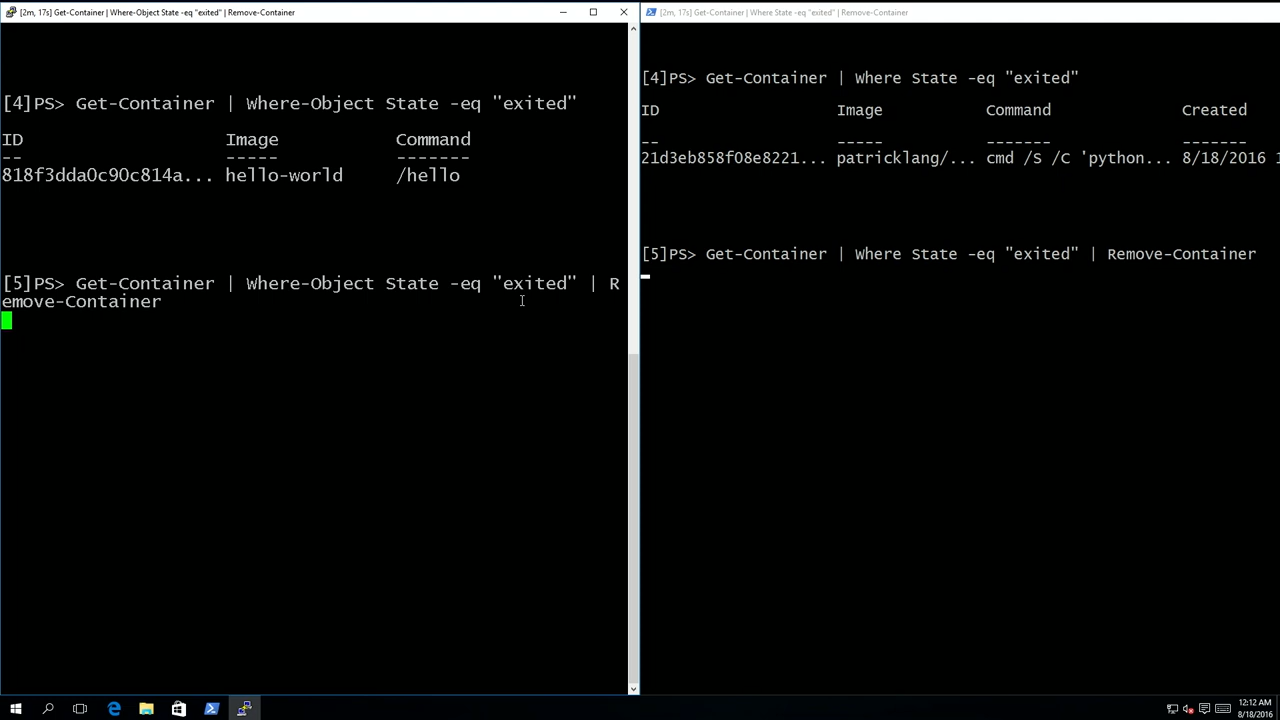 [2m, 17s] Get-Container | Where-Object State -eq "exited" | Remove-Container
[4]PS> Get-Container | Where-Object State -eq "exited"
ID Image Command
-- ----- -------
818f3dda0c90c814a... hello-world /hello
[5]PS> Get-Container | Where-Object State -eq "exited" | R
emove-Container
[2m, 17s] Get-Container | Where State -eq "exited" | Remove-Container
[4]PS> Get-Container | Where State -eq "exited"
ID Image Command Created
-- ----- ------- -------
21d3eb858f08e8221... patricklang/... cmd /S /C 'python... 8/18/2016 1
[5]PS> Get-Container | Where State -eq "exited" | Remove-Container
12:12 AM
8/18/2016